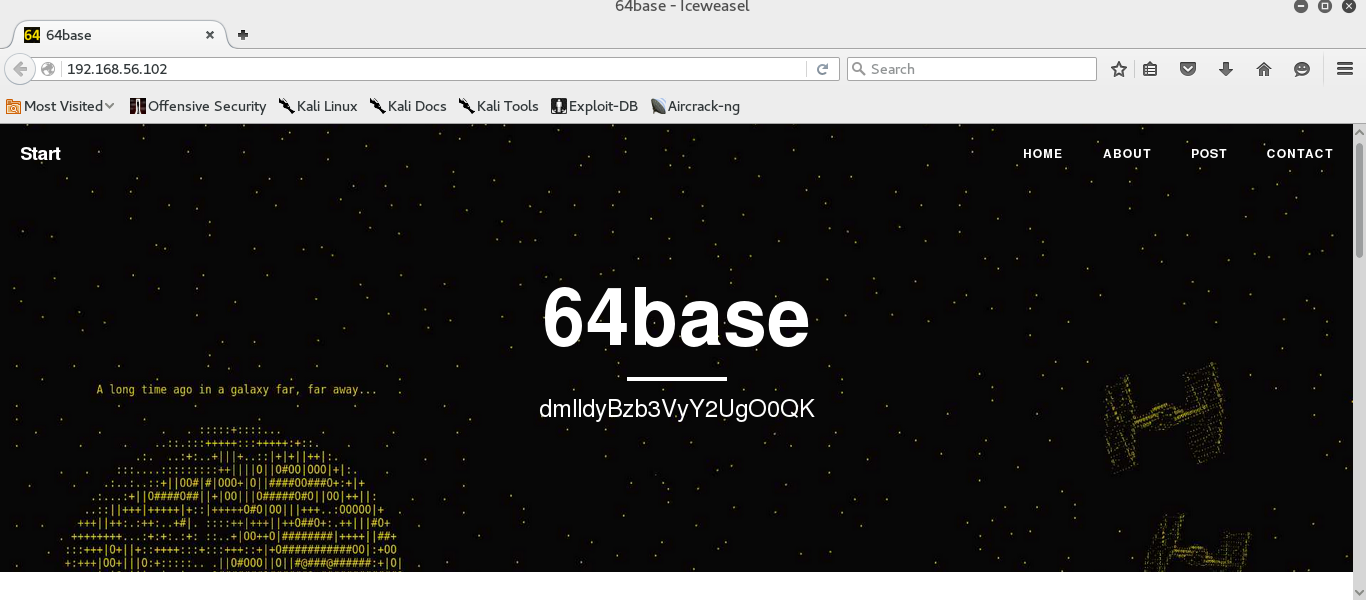 64base - Iceweasel
64 64base
192.168.56.102
Search
Most Visited
Offensive Security
Kali Linux
Kali Docs
Kali Tools
Exploit-DB
Aircrack-ng
Start
HOME
ABOUT
POST
CONTACT
64base
dmlldyBzb3VyY2UgO0QK
A long time ago in a galaxy far, far away...